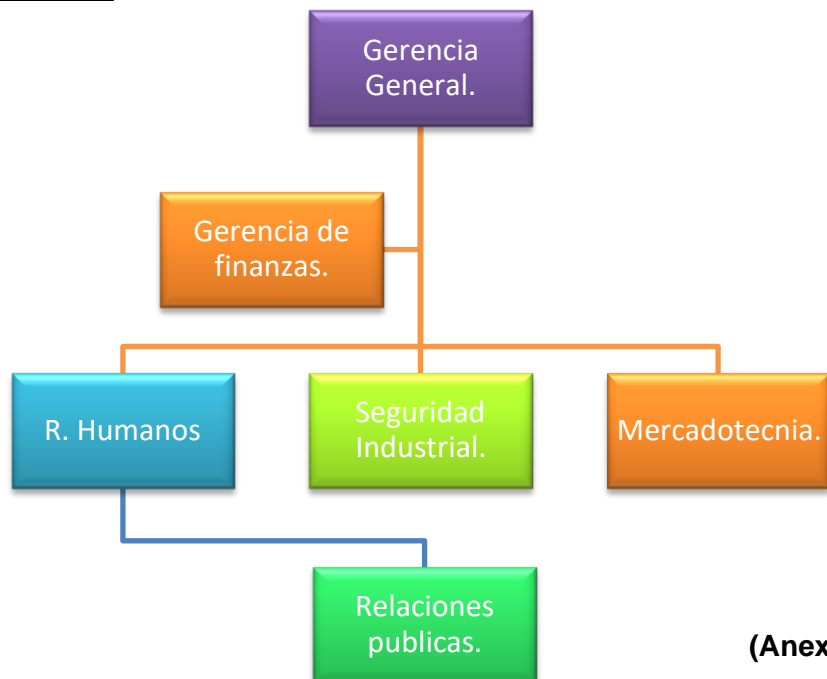 Gerencia
General.
Gerencia de
finanzas.
R. Humanos
Seguridad
Industrial.
Mercadotecnia.
Relaciones
publicas.
(Anex